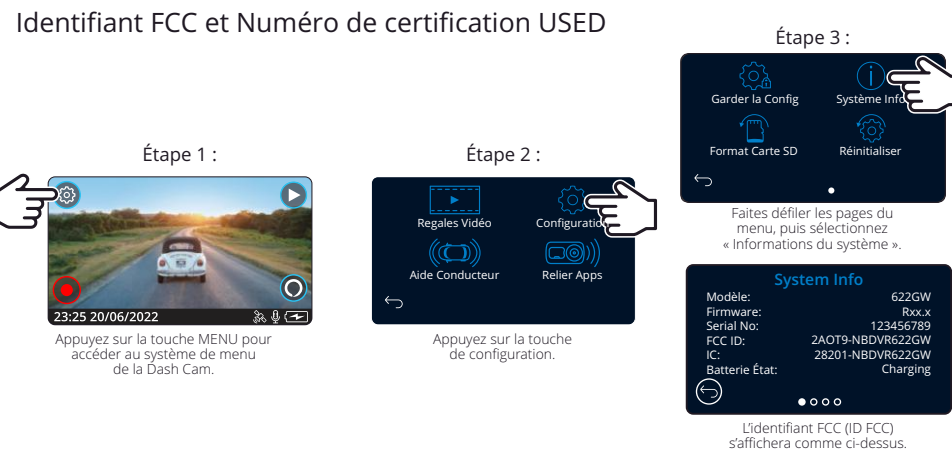 Identifiant FCC et Numéro de certification USED
Étape 1 :
23:25 20/06/2022
Appuyez sur la touche MENU pour
accéder au système de menu
de la Dash Cam.
Étape 2 :
Regales Vidéo
Configuration
Aide Conducteur
Relier Apps
Appuyez sur la touche
de configuration.
Étape 3 :
Garder la Config
Système Info
Format Carte SD
Réinitialiser
Faites défiler les pages du
menu, puis sélectionnez
« Informations du système ».
System Info
Modèle: 622GW
Firmware: Rxx.x
Serial No: 123456789
FCC ID: 2AOT9-NBDVR622GW
IC: 28201-NBDVR622GW
Batterie État: Charging
L'identifiant FCC (ID FCC)
s'affichera comme ci-dessus.